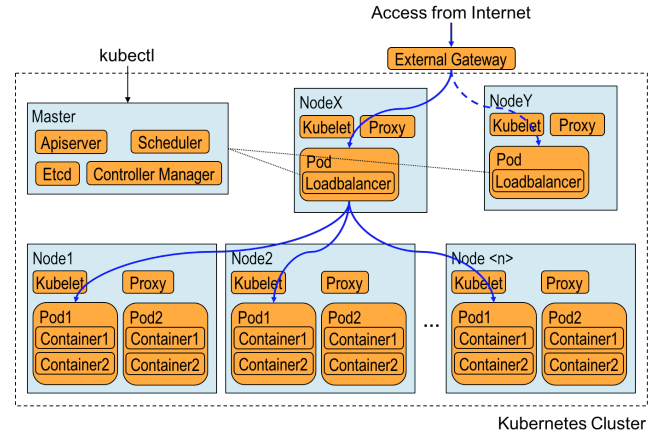 Access from Internet
External Gateway
kubectl
Master
Apiserver
Scheduler
Etcd
Controller Manager
NodeX
Kubelet
Proxy
Pod
Loadbalancer
NodeY
Kubelet
Proxy
Pod
Loadbalancer
Node1
Kubelet
Proxy
Pod1
Container1
Container2
Pod2
Container1
Container2
Node2
Kubelet
Proxy
Pod1
Container1
Container2
Pod2
Container1
Container2
...
Node <n>
Kubelet
Proxy
Pod1
Container1
Container2
Pod2
Container1
Container2
Kubernetes Cluster